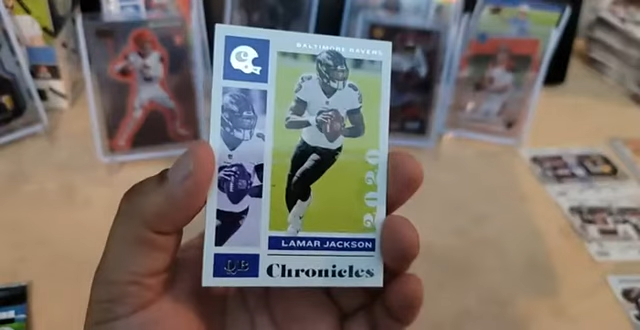 BALTIMORE RAVENS
2020
LAMAR JACKSON
QB
Chronicles